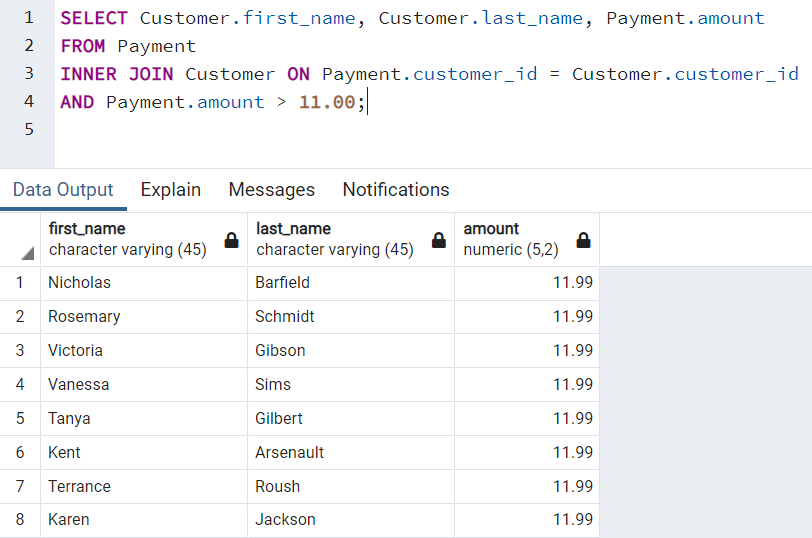 1 SELECT Customer.first_name, Customer.last_name, Payment.amount
2 FROM Payment
3 INNER JOIN Customer ON Payment.customer_id = Customer.customer_id
4 AND Payment.amount > 11.00;
5
Data Output Explain Messages Notifications
first_name last_name amount
character varying (45) character varying (45) numeric (5,2)
1 Nicholas Barfield 11.99
2 Rosemary Schmidt 11.99
3 Victoria Gibson 11.99
4 Vanessa Sims 11.99
5 Tanya Gilbert 11.99
6 Kent Arsenault 11.99
7 Terrance Roush 11.99
8 Karen Jackson 11.99